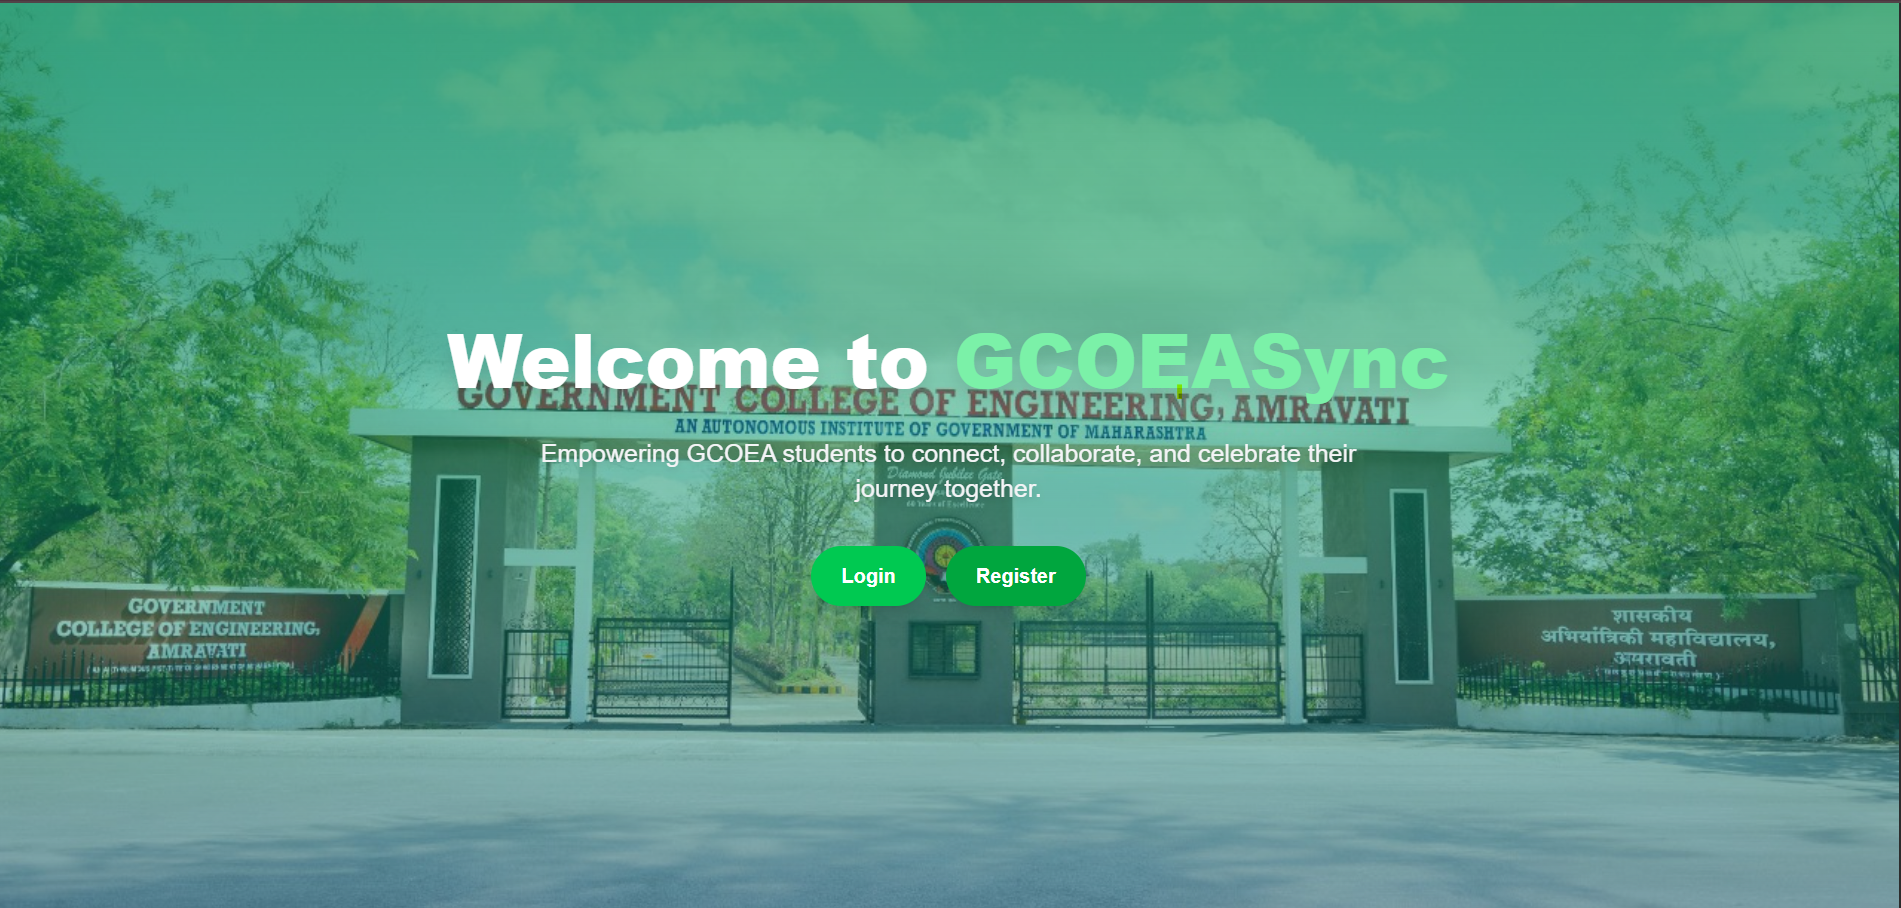 Welcome to GCOEASync
GOVERNMENT COLLEGE OF ENGINEERING, AMRAVATI
AN AUTONOMOUS INSTITUTE OF GOVERNMENT OF MAHARASHTRA
Empowering GCOEA students to connect, collaborate, and celebrate their
journey together.
Diamond Jubilee Gate
Login
Register
GOVERNMENT
COLLEGE OF ENGINEERING,
AMRAVATI
शासकीय
अभियांत्रिकी महाविद्यालय,
अमरावती